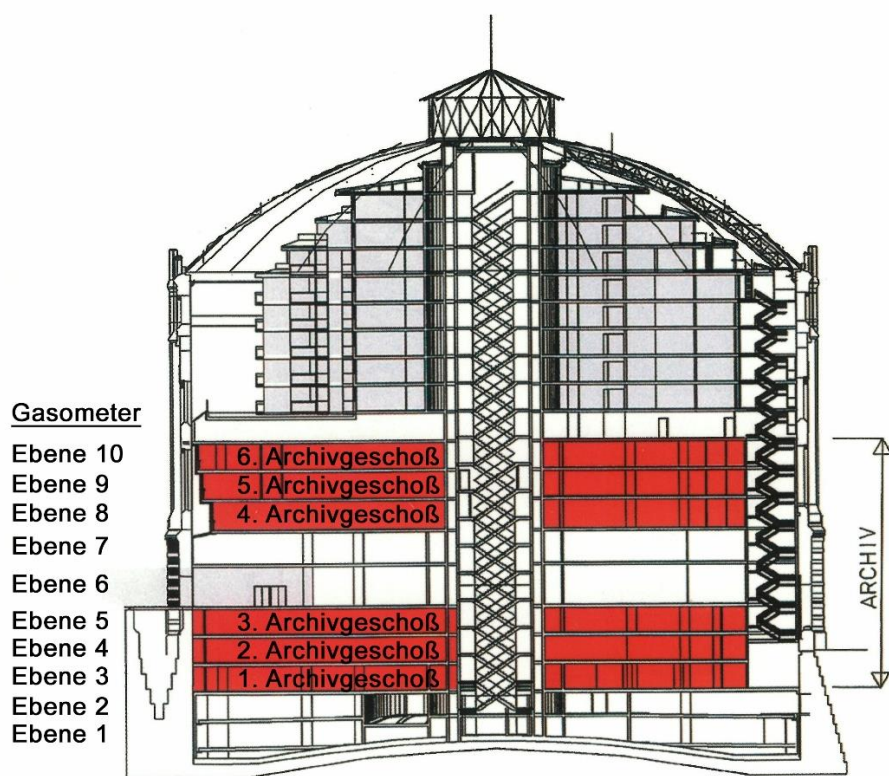 Gasometer
Ebene 10
6. Archivgeschoß
Ebene 9
5. Archivgeschoß
Ebene 8
4. Archivgeschoß
Ebene 7
Ebene 6
Ebene 5
3. Archivgeschoß
Ebene 4
2. Archivgeschoß
Ebene 3
1. Archivgeschoß
Ebene 2
Ebene 1
ARCHIV